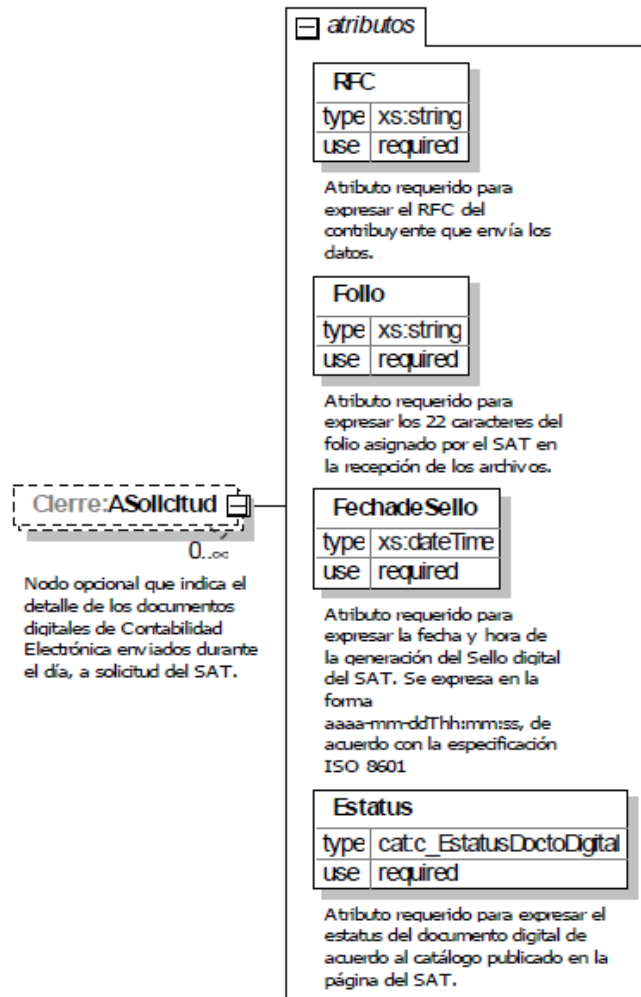 atributos
RFC
type xs:string
use required
Atributo requerido para
expresar el RFC del
contribuyente que envía los
datos.
Folio
type xs:string
use required
Atributo requerido para
expresar los 22 caracteres del
folio asignado por el SAT en
la recepción de los archivos.
Cierre:ASolicitud
0..∞
Nodo opcional que indica el
detalle de los documentos
digitales de Contabilidad
Electrónica enviados durante
el día, a solicitud del SAT.
FechadeSello
type xs:dateTime
use required
Atributo requerido para
expresar la fecha y hora de
la generación del Sello digital
del SAT. Se expresa en la
forma
aaaa-mm-ddThh:mm:ss, de
acuerdo con la especificación
ISO 8601
Estatus
type cat:c_EstatusDoctoDigital
use required
Atributo requerido para expresar el
estatus del documento digital de
acuerdo al catálogo publicado en la
página del SAT.